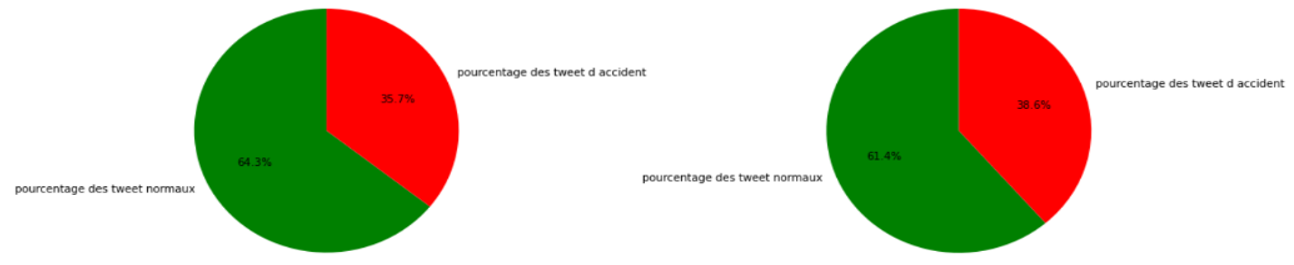 pourcentage des tweet d accident
35.7%
64.3%
pourcentage des tweet normaux
pourcentage des tweet d accident
38.6%
61.4%
pourcentage des tweet normaux